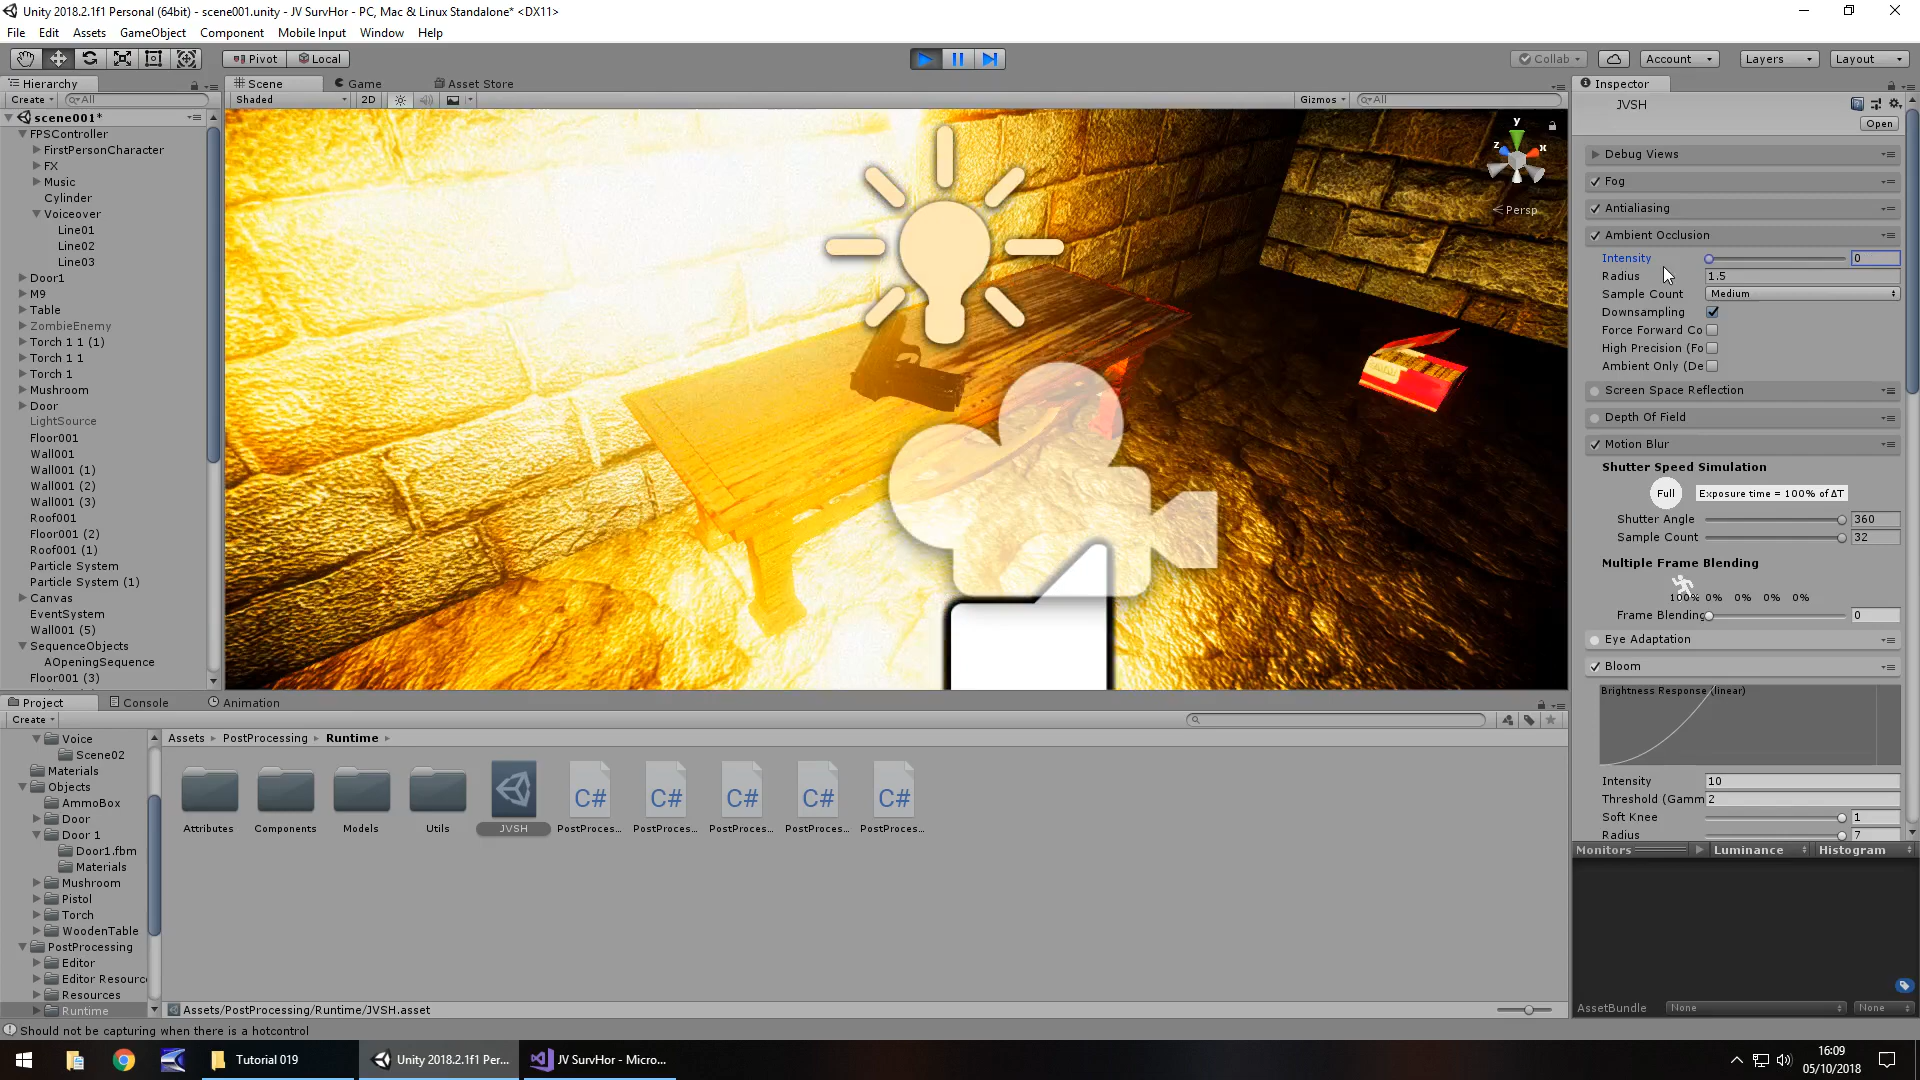 Unity 2018.2.1f1 Personal (64bit) - scene001.unity - JV SurvHor - PC, Mac & Linux Standalone* <DX11>
File Edit Assets GameObject Component Mobile Input Window Help
Pivot Local Collab Account Layers Layout
Hierarchy Scene Game Asset Store Inspector
Create All Shaded 2D Gizmos All
scene001*
FPSController
FirstPersonCharacter
FX
Music
Cylinder
Voiceover
Line01
Line02
Line03
Door1
M9
Table
ZombieEnemy
Torch 1 1 (1)
Torch 1 1
Torch 1
Mushroom
Door
LightSource
Floor001
Wall001
Wall001 (1)
Wall001 (2)
Wall001 (3)
Roof001
Floor001 (2)
Roof001 (1)
Particle System
Particle System (1)
Canvas
EventSystem
Wall001 (5)
SequenceObjects
AOpeningSequence
Floor001 (3)
y
z x
Persp
JVSH
Open
Debug Views
Fog
Antialiasing
Ambient Occlusion
Intensity 0
Radius 1.5
Sample Count Medium
Downsampling
Force Forward Co
High Precision (Fo
Ambient Only (De
Screen Space Reflection
Depth Of Field
Motion Blur
Shutter Speed Simulation
Full Exposure time = 100% of ΔT
Shutter Angle 360
Sample Count 32
Multiple Frame Blending
100% 0% 0% 0% 0%
Frame Blending 0
Eye Adaptation
Bloom
Brightness Response (linear)
Intensity 10
Threshold (Gamm 2
Soft Knee 1
Radius 7
Monitors Luminance Histogram
AssetBundle None None
Project Console Animation
Create
Voice
Scene02
Materials
Objects
AmmoBox
Door
Door 1
Door1.fbm
Materials
Mushroom
Pistol
Torch
WoodenTable
PostProcessing
Editor
Editor Resourc
Resources
Runtime
Assets PostProcessing Runtime
C# C# C# C# C#
Attributes Components Models Utils JVSH PostProces... PostProces... PostProces... PostProces... PostProces...
Assets/PostProcessing/Runtime/JVSH.asset
Should not be capturing when there is a hotcontrol
Tutorial 019 Unity 2018.2.1f1 Per... JV SurvHor - Micro...
16:09
05/10/2018